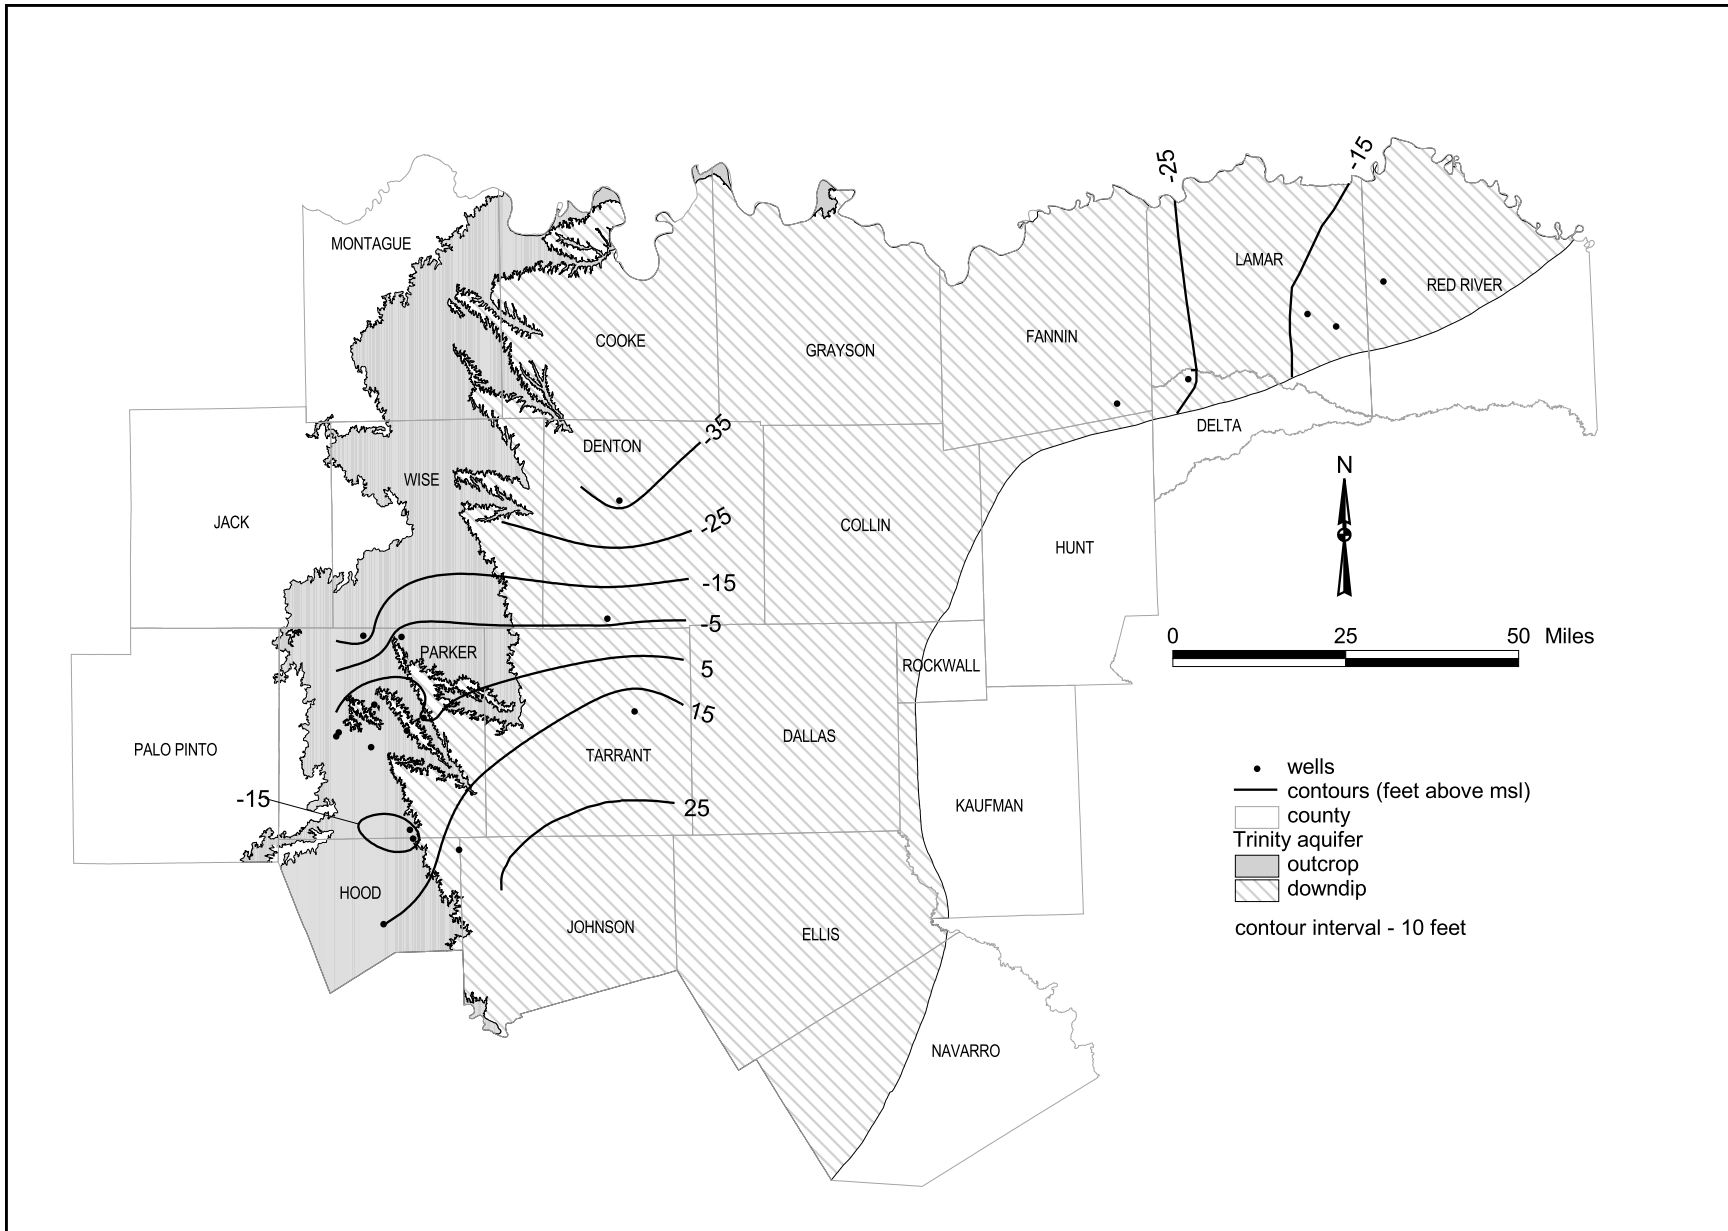 -25
-15
MONTAGUE
LAMAR
RED RIVER
COOKE
GRAYSON
FANNIN
-35
DENTON
DELTA
WISE
N
JACK
-25
COLLIN
HUNT
-15
-5
0 25 50 Miles
PARKER
5
ROCKWALL
15
PALO PINTO
TARRANT
DALLAS
-15
25
KAUFMAN
wells
contours (feet above msl)
county
Trinity aquifer
outcrop
downdip
contour interval - 10 feet
HOOD
JOHNSON
ELLIS
NAVARRO